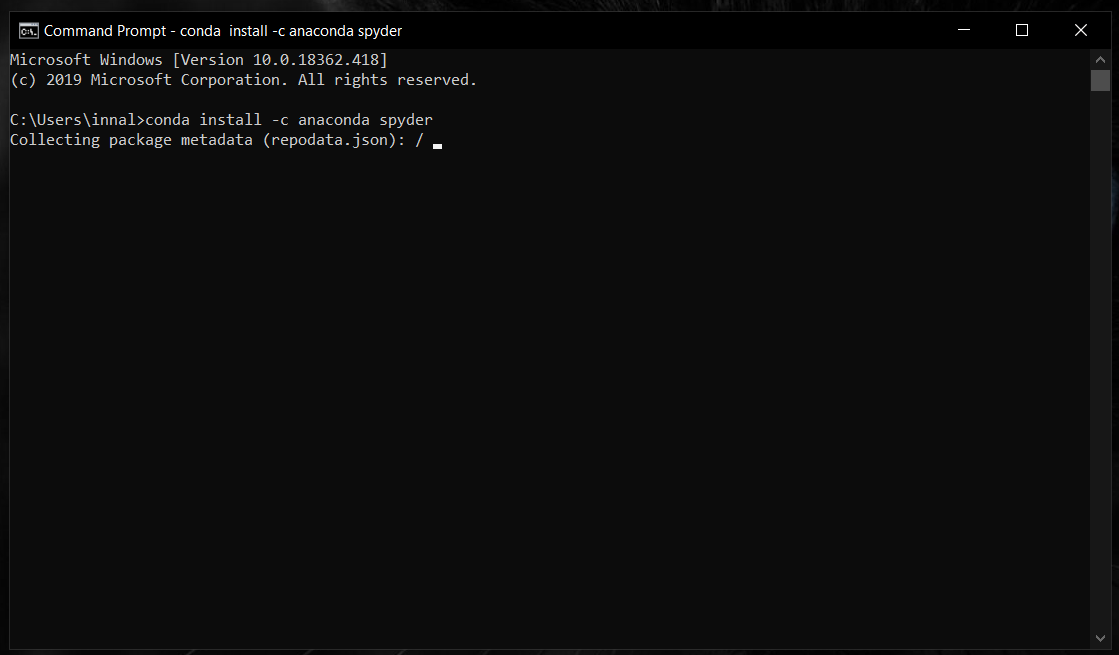 Command Prompt - conda  install -c anaconda spyder
Microsoft Windows [Version 10.0.18362.418]
(c) 2019 Microsoft Corporation. All rights reserved.
C:\Users\innal>conda install -c anaconda spyder
Collecting package metadata (repodata.json): /